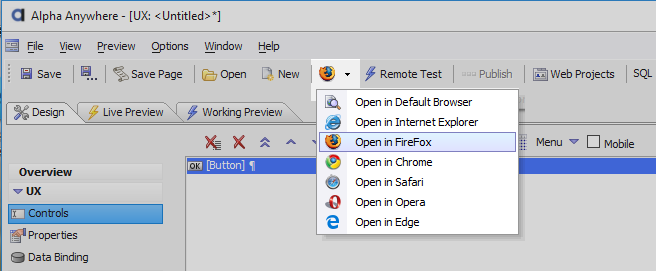 Alpha Anywhere - [UX: <Untitled>*]
File View Preview Options Window Help
Save Save Page Open New Remote Test Publish Web Projects SQL
Design Live Preview Working Preview
Open in Default Browser
Open in Internet Explorer
Open in FireFox
Menu Mobile
Open in Chrome
OK [Button] ¶
Open in Safari
Open in Opera
Open in Edge
Overview
UX
Controls
Properties
Data Binding